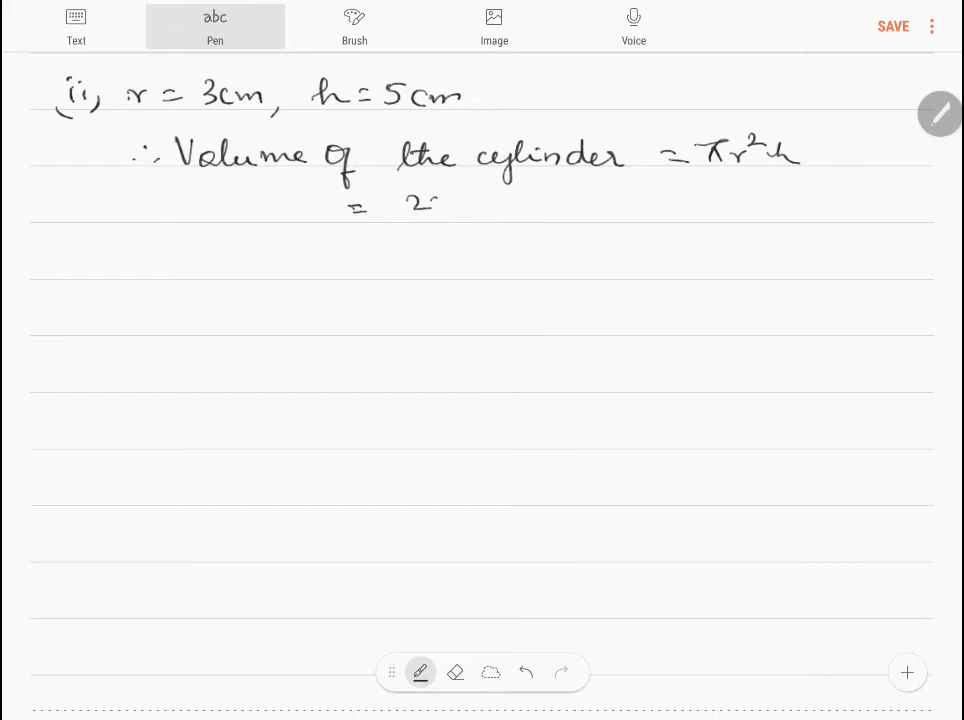 Text
abc
Pen
Brush
Image
Voice
SAVE
(ii) r = 3cm, h = 5cm
∴ Volume of the cylinder = πr²h
= 2